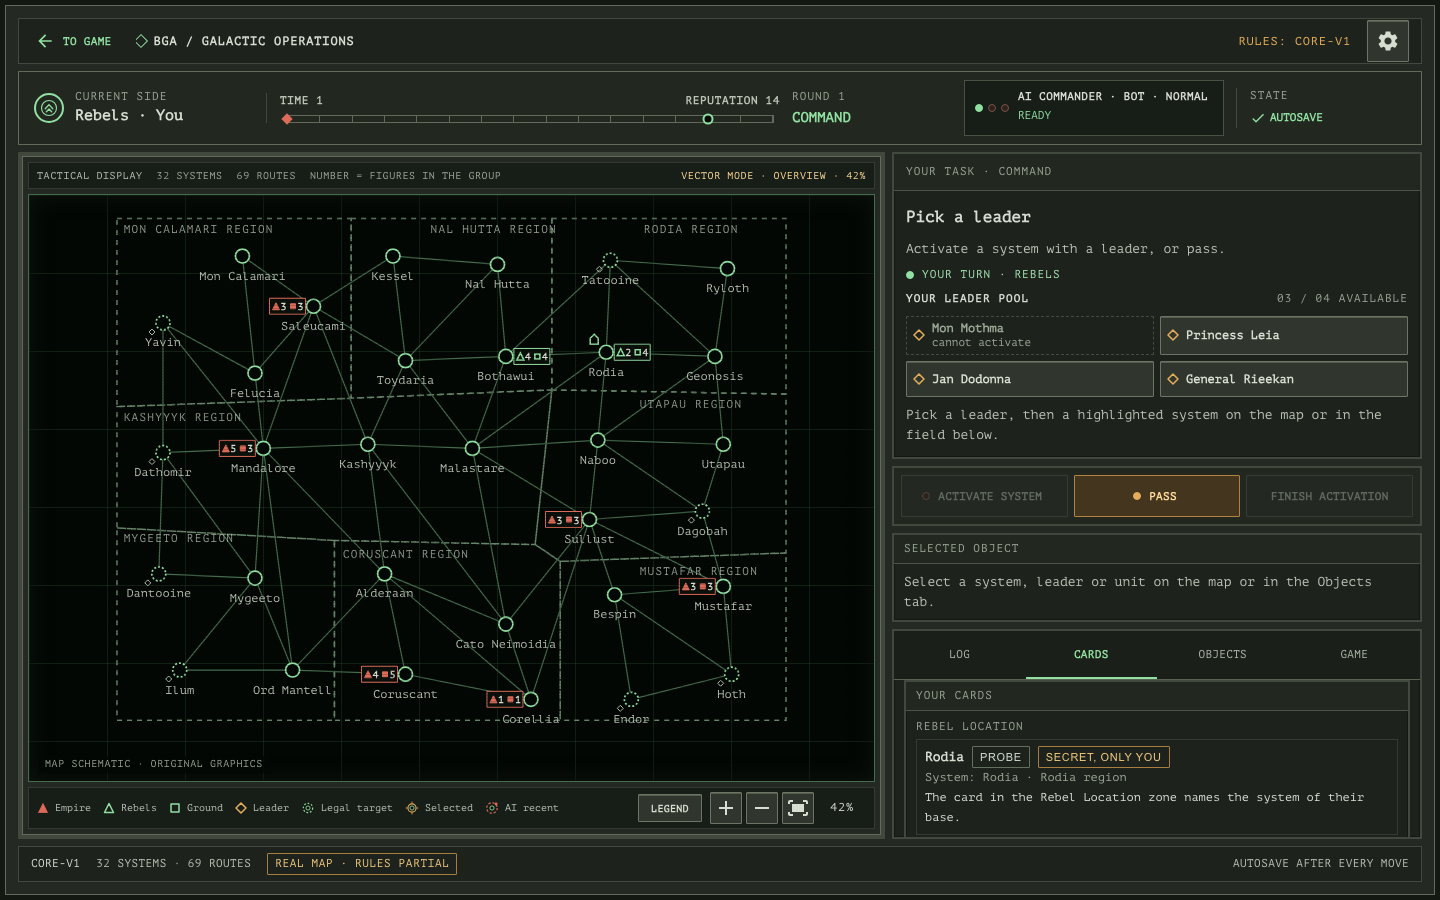 TO GAME
BGA / GALACTIC OPERATIONS
RULES: CORE-V1
CURRENT SIDE
Rebels · You
TIME 1
REPUTATION 14
ROUND 1
COMMAND
AI COMMANDER · BOT · NORMAL
READY
STATE
AUTOSAVE
TACTICAL DISPLAY 32 SYSTEMS 69 ROUTES NUMBER = FIGURES IN THE GROUP
VECTOR MODE · OVERVIEW · 42%
MON CALAMARI REGION
NAL HUTTA REGION
RODIA REGION
Mon Calamari
Kessel
Nal Hutta
Tatooine
Ryloth
3 3
Saleucami
Yavin
Felucia
Toydaria
4 4
Bothawui
2 4
Rodia
Geonosis
KASHYYYK REGION
UTAPAU REGION
Dathomir
5 3
Mandalore
Kashyyyk
Malastare
Naboo
Utapau
3 3
Sullust
Dagobah
MYGEETO REGION
CORUSCANT REGION
MUSTAFAR REGION
Dantooine
Mygeeto
Alderaan
Bespin
3 3
Mustafar
Cato Neimoidia
Ilum
Ord Mantell
4 5
Coruscant
1 1
Corellia
Endor
Hoth
MAP SCHEMATIC · ORIGINAL GRAPHICS
Empire
Rebels
Ground
Leader
Legal target
Selected
AI recent
LEGEND
42%
YOUR TASK · COMMAND
Pick a leader
Activate a system with a leader, or pass.
YOUR TURN · REBELS
YOUR LEADER POOL
03 / 04 AVAILABLE
Mon Mothma
cannot activate
Princess Leia
Jan Dodonna
General Rieekan
Pick a leader, then a highlighted system on the map or in the
field below.
ACTIVATE SYSTEM
PASS
FINISH ACTIVATION
SELECTED OBJECT
Select a system, leader or unit on the map or in the Objects
tab.
LOG
CARDS
OBJECTS
GAME
YOUR CARDS
REBEL LOCATION
Rodia
PROBE
SECRET, ONLY YOU
System: Rodia · Rodia region
The card in the Rebel Location zone names the system of their
base.
CORE-V1
32 SYSTEMS · 69 ROUTES
REAL MAP · RULES PARTIAL
AUTOSAVE AFTER EVERY MOVE